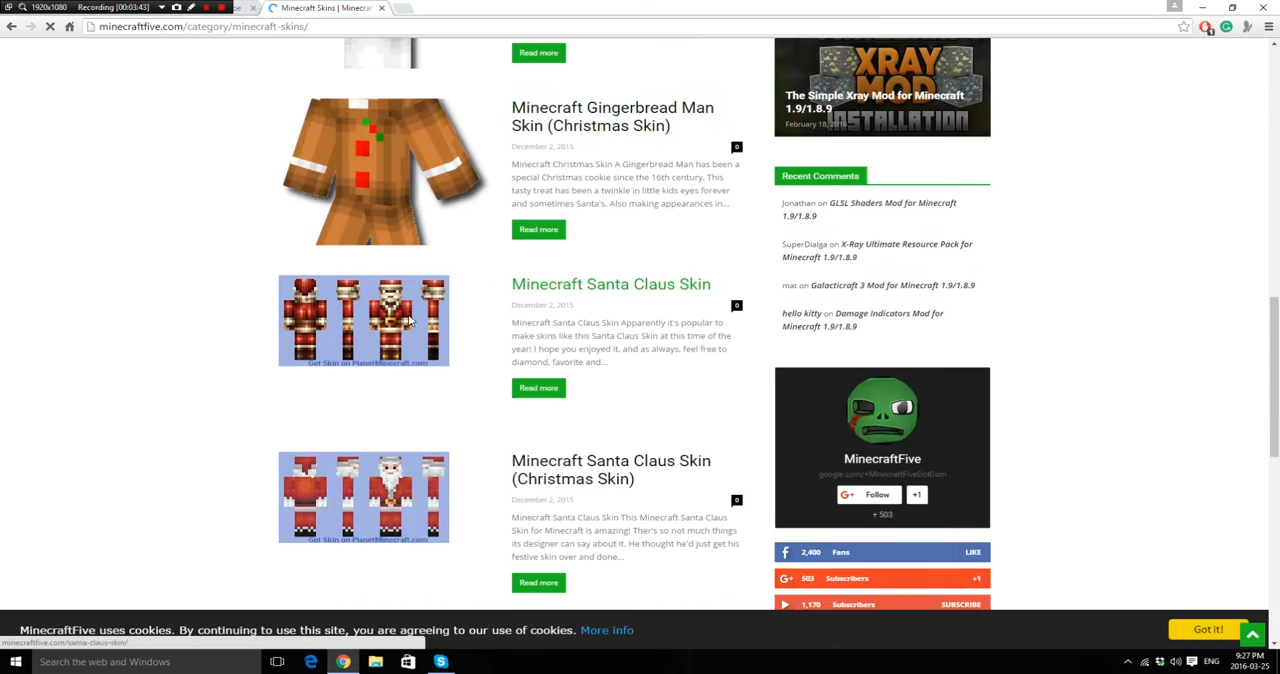 1920x1080
Recording [00:03:43]
Minecraft Skins | Minecraf
minecraftfive.com/category/minecraft-skins/
Read more
Minecraft Gingerbread Man
Skin (Christmas Skin)
December 2, 2015
0
Minecraft Christmas Skin A Gingerbread Man has been a
special Christmas cookie since the 16th century. This
tasty treat has been a twinkle in little kids eyes forever
and sometimes Santa's. Also making appearances in...
Read more
Get Skin on PlanetMinecraft.com
Minecraft Santa Claus Skin
December 2, 2015
0
Minecraft Santa Claus Skin Apparently it's popular to
make skins like this Santa Claus Skin at this time of the
year! I hope you enjoyed it, and as always, feel free to
diamond, favorite and...
Read more
Get Skin on PlanetMinecraft.com
Minecraft Santa Claus Skin
(Christmas Skin)
December 2, 2015
0
Minecraft Santa Claus Skin This Minecraft Santa Claus
Skin for Minecraft is amazing! Ther's so not much things
its designer can say about it. He thought he'd just get his
festive skin over and done...
Read more
XRAY
MOD
INSTALLATION
The Simple Xray Mod for Minecraft
1.9/1.8.9
February 18, 2016
Recent Comments
Jonathan on GLSL Shaders Mod for Minecraft
1.9/1.8.9
SuperDialga on X-Ray Ultimate Resource Pack for
Minecraft 1.9/1.8.9
mat on Galacticraft 3 Mod for Minecraft 1.9/1.8.9
hello kitty on Damage Indicators Mod for
Minecraft 1.9/1.8.9
MinecraftFive
google.com/+MinecraftFiveDotCom
G+ Follow +1
+ 503
2,400 Fans LIKE
G+ 503 Subscribers +1
1,170 Subscribers SUBSCRIBE
MinecraftFive uses cookies. By continuing to use this site, you are agreeing to our use of cookies. More info
Got it!
minecraftfive.com/santa-claus-skin/
Search the web and Windows
ENG
9:27 PM
2016-03-25